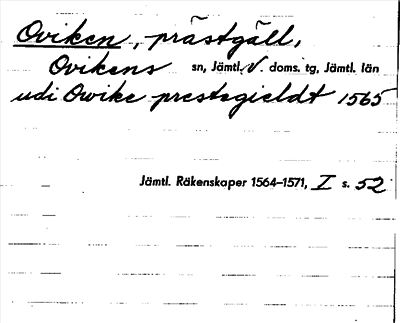 Oviken, prästgäll,
Ovikens sn, Jämtl. V. doms. tg, Jämtl. län
udi Owike prestegieldt 1565
Jämtl. Räkenskaper 1564–1571, I s. 52